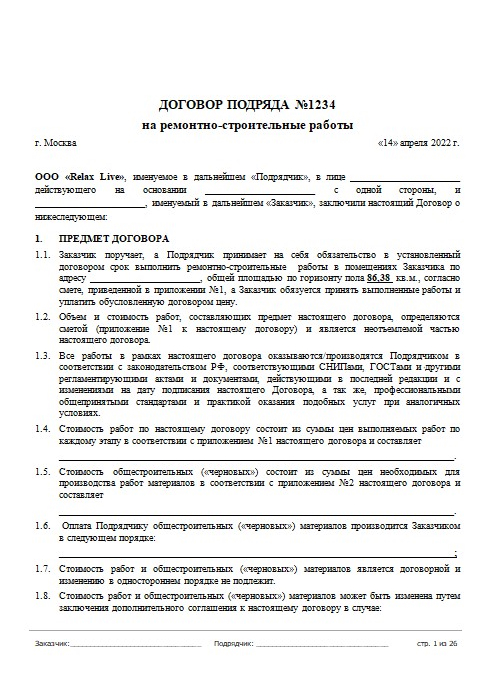 ДОГОВОР ПОДРЯДА №1234
на ремонтно-строительные работы
г. Москва «14» апреля 2022 г.
ООО «Relax Live», именуемое в дальнейшем «Подрядчик», в лице ______________________
действующего на основании ______________________ с одной стороны, и
______________________, именуемый в дальнейшем «Заказчик», заключили настоящий Договор о
нижеследующем:
1. ПРЕДМЕТ ДОГОВОРА
1.1. Заказчик поручает, а Подрядчик принимает на себя обязательство в установленный
договором срок выполнить ремонтно-строительные работы в помещениях Заказчика по
адресу ______________________, общей площадью по горизонту пола 86,38 кв.м., согласно
смете, приведенной в приложении №1, а Заказчик обязуется принять выполненные работы и
уплатить обусловленную договором цену.
1.2. Объем и стоимость работ, составляющих предмет настоящего договора, определяются
сметой (приложение №1 к настоящему договору) и является неотъемлемой частью
настоящего договора.
1.3. Все работы в рамках настоящего договора оказываются/производятся Подрядчиком в
соответствии с законодательством РФ, соответствующими СНИПами, ГОСТами и другими
регламентирующими актами и документами, действующими в последней редакции и с
изменениями на дату подписания настоящего Договора, а так же, профессиональными
общепринятыми стандартами и практикой оказания подобных услуг при аналогичных
условиях.
1.4. Стоимость работ по настоящему договору состоит из суммы цен выполняемых работ по
каждому этапу в соответствии с приложением №1 настоящего договора и составляет
______________________.
1.5. Стоимость общестроительных («черновых») состоит из суммы цен необходимых для
производства работ материалов в соответствии с приложением №2 настоящего договора и
составляет
______________________.
1.6. Оплата Подрядчику общестроительных («черновых») материалов производится Заказчиком
в следующем порядке:
______________________;
1.7. Стоимость работ и общестроительных («черновых») материалов является договорной и
изменению в одностороннем порядке не подлежит.
1.8. Стоимость работ и общестроительных («черновых») материалов может быть изменена путем
заключения дополнительного соглашения к настоящему договору в случае:
Заказчик:______________________ Подрядчик: ______________________ стр. 1 из 26